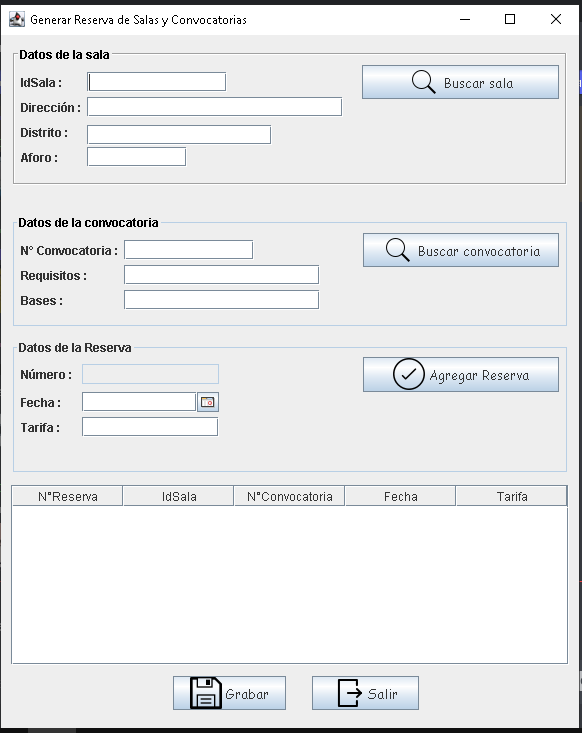 Generar Reserva de Salas y Convocatorias
Datos de la sala
IdSala :
Buscar sala
Dirección :
Distrito :
Aforo :
Datos de la convocatoria
N° Convocatoria :
Buscar convocatoria
Requisitos :
Bases :
Datos de la Reserva
Número :
Agregar Reserva
Fecha :
Tarifa :
N°Reserva IdSala N°Convocatoria Fecha Tarifa
Grabar Salir